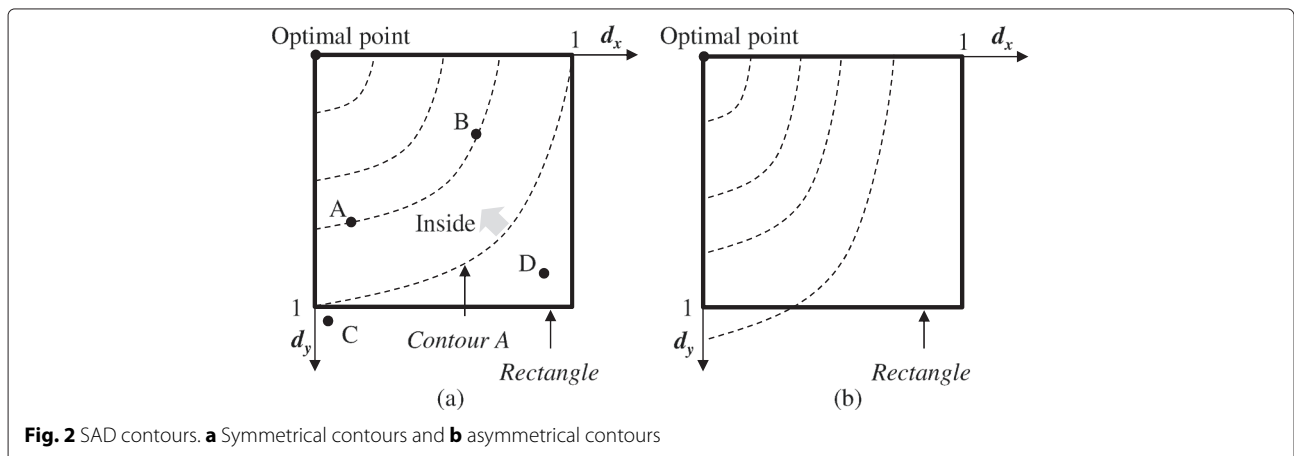 Optimal point
1
d_x
B
A
Inside
D
1
C
d_y
Contour A
Rectangle
(a)
Optimal point
1
d_x
1
d_y
Rectangle
(b)
Fig. 2 SAD contours. a Symmetrical contours and b asymmetrical contours